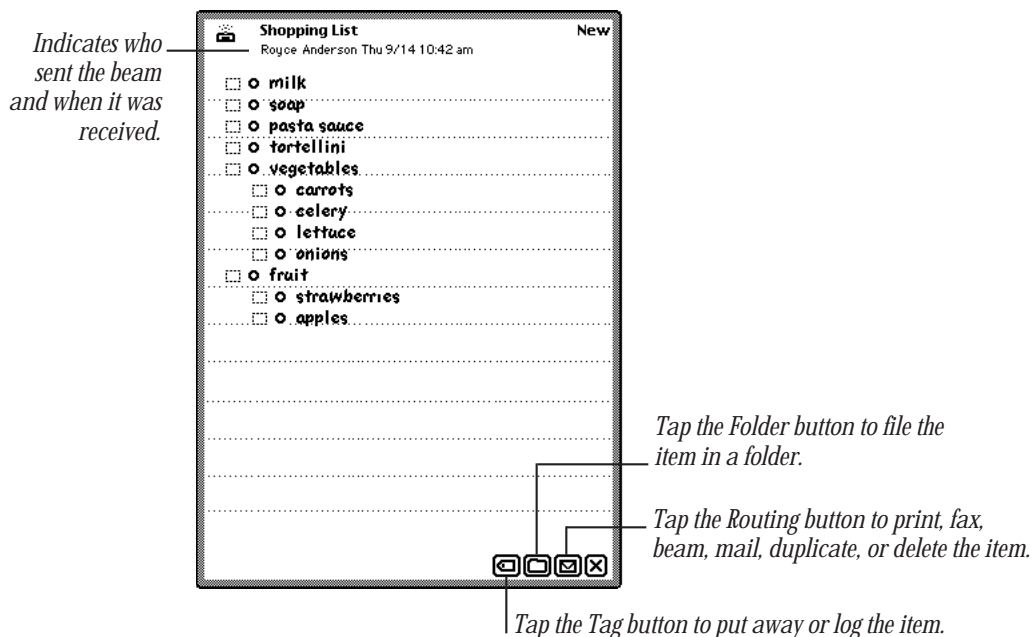 Indicates who
sent the beam
and when it was
received.
Shopping List
New
Royce Anderson Thu 9/14 10:42 am
milk
soap
pasta sauce
tortellini
vegetables
carrots
celery
lettuce
onions
fruit
strawberries
apples
Tap the Folder button to file the
item in a folder.
Tap the Routing button to print, fax,
beam, mail, duplicate, or delete the item.
Tap the Tag button to put away or log the item.